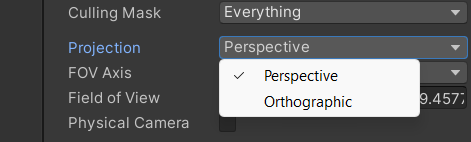 Culling Mask Everything
Projection Perspective
FOV Axis
Perspective
Field of View 9.4577
Orthographic
Physical Camera